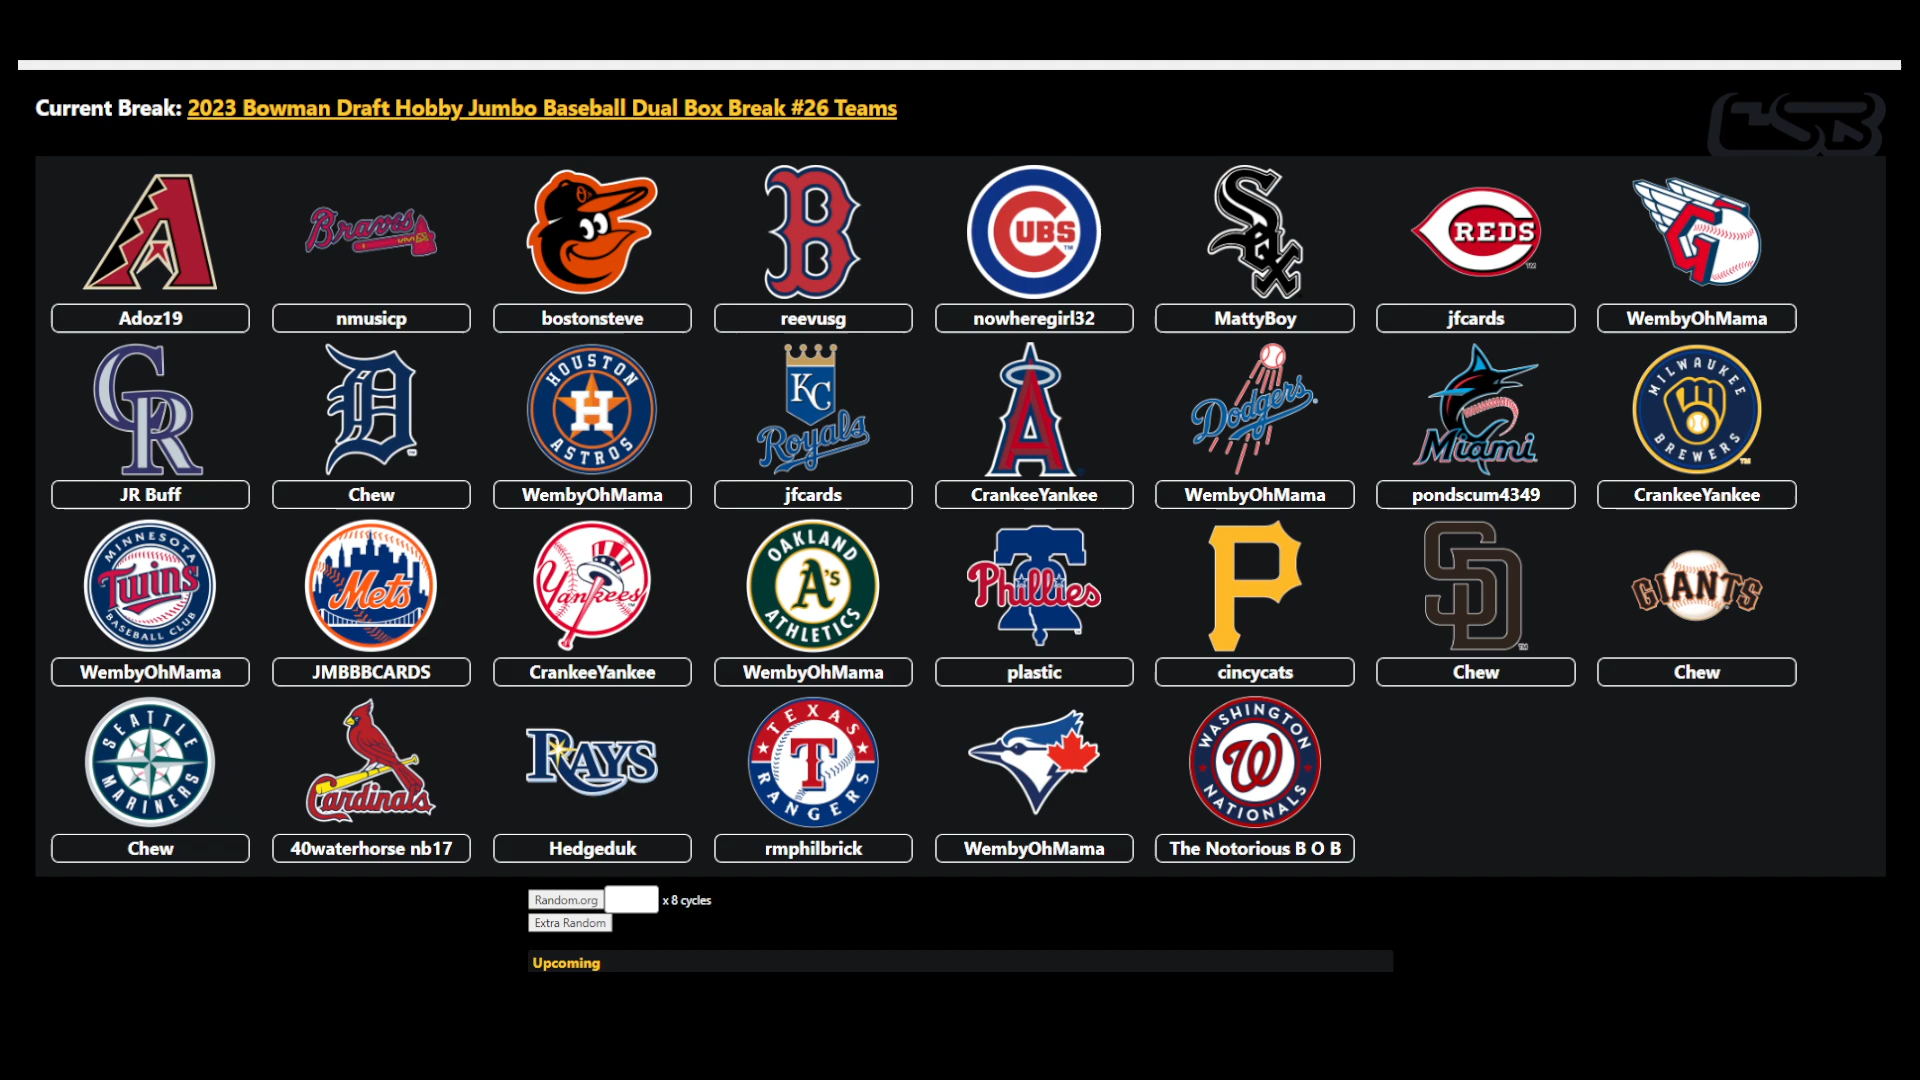 Current Break: 2023 Bowman Draft Hobby Jumbo Baseball Dual Box Break #26 Teams
CSB
A Braves B CUBS Sox REDS
Adoz19 nmusicp bostonsteve reevusg nowheregirl32 MattyBoy jfcards WembyOhMama
CR D HOUSTON H ASTROS KC Royals A Dodgers Miami MILWAUKEE BREWERS
JR Buff Chew WembyOhMama jfcards CrankeeYankee WembyOhMama pondscum4349 CrankeeYankee
MINNESOTA Twins BASEBALL CLUB Mets Yankees OAKLAND A's ATHLETICS Phillies P SD GIANTS
WembyOhMama JMBBBCARDS CrankeeYankee WembyOhMama plastic cincycats Chew Chew
SEATTLE MARINERS Cardinals RAYS TEXAS T RANGERS WASHINGTON W NATIONALS
Chew 40waterhorse nb17 Hedgeduk rmphilbrick WembyOhMama The Notorious B O B
Random.org x 8 cycles
Extra Random
Upcoming